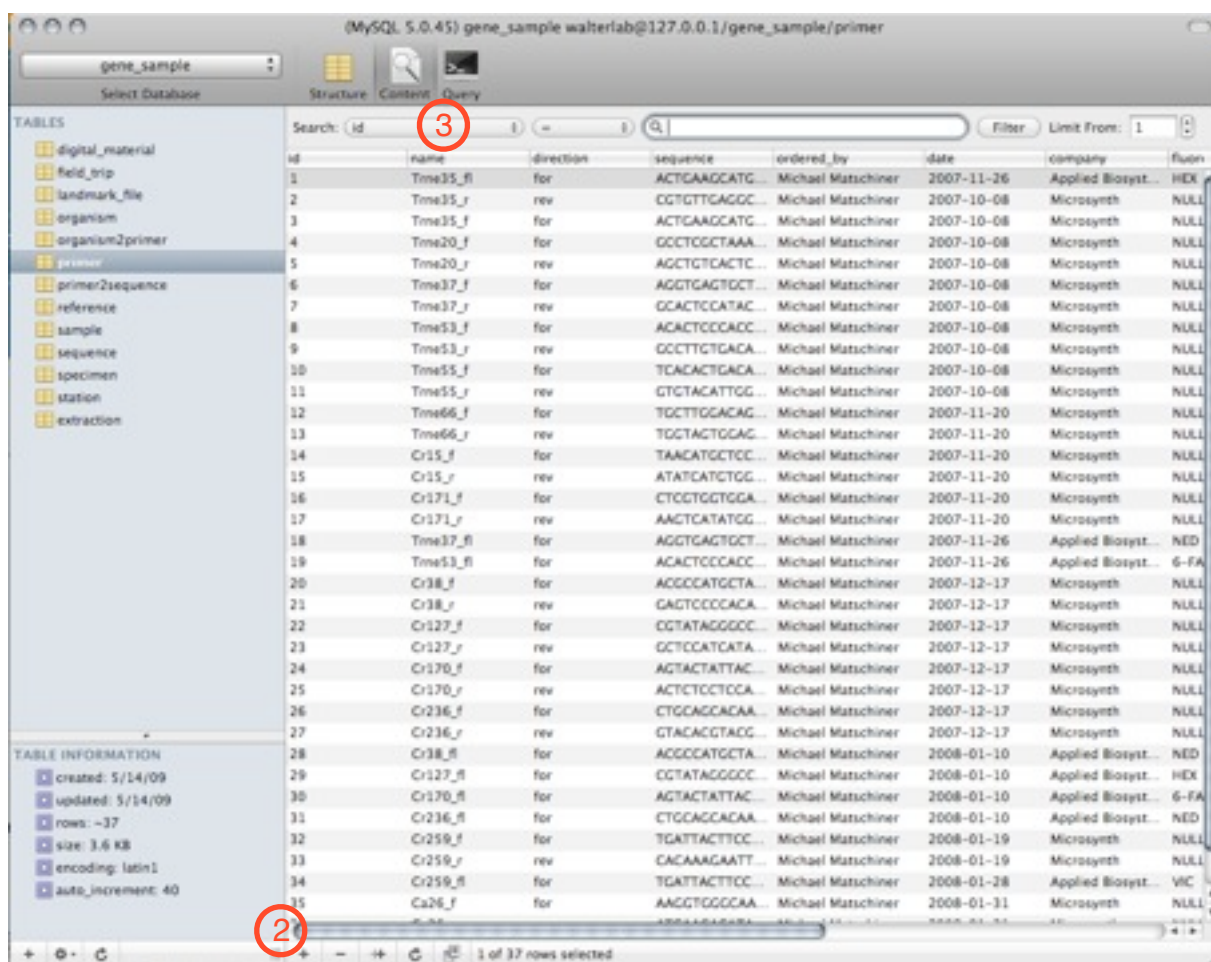 (MySQL 5.0.45) gene_sample walterlab@127.0.0.1/gene_sample/primer
gene_sample
Select Database
Structure Content Query
TABLES
digital_material
field_trip
landmark_file
organism
organism2primer
primer
primer2sequence
reference
sample
sequence
specimen
station
extraction
Search: id 3 = Filter Limit From: 1
id name direction sequence ordered_by date company fluor
1 Trne35_fl for ACTGAAGCATG... Michael Matschiner 2007-11-26 Applied Biosyst... HEX
2 Trne35_r rev CGTGTTGAGGC... Michael Matschiner 2007-10-08 Microsynth NULL
3 Trne35_f for ACTGAAGCATG... Michael Matschiner 2007-10-08 Microsynth NULL
4 Trne20_f for GCCTCGCTAAA... Michael Matschiner 2007-10-08 Microsynth NULL
5 Trne20_r rev AGCTGTCACTC... Michael Matschiner 2007-10-08 Microsynth NULL
6 Trne37_f for AGGTGAGTGCT... Michael Matschiner 2007-10-08 Microsynth NULL
7 Trne37_r rev GCACTCCATAC... Michael Matschiner 2007-10-08 Microsynth NULL
8 Trne53_f for ACACTCCCACC... Michael Matschiner 2007-10-08 Microsynth NULL
9 Trne53_r rev GCCTTGTGACA... Michael Matschiner 2007-10-08 Microsynth NULL
10 Trne55_f for TCACACTGACA... Michael Matschiner 2007-10-08 Microsynth NULL
11 Trne55_r rev GTGTACATTGG... Michael Matschiner 2007-10-08 Microsynth NULL
12 Trne66_f for TGCTTGGACAG... Michael Matschiner 2007-11-20 Microsynth NULL
13 Trne66_r rev TGGTAGTGGAG... Michael Matschiner 2007-11-20 Microsynth NULL
14 Cr15_f for TAACATGCTCC... Michael Matschiner 2007-11-20 Microsynth NULL
15 Cr15_r rev ATATCATGTGG... Michael Matschiner 2007-11-20 Microsynth NULL
16 Cr171_f for CTCGTGGTGGA... Michael Matschiner 2007-11-20 Microsynth NULL
17 Cr171_r rev AAGTCATATGG... Michael Matschiner 2007-11-20 Microsynth NULL
18 Trne37_fl for AGGTGAGTGCT... Michael Matschiner 2007-11-26 Applied Biosyst... NED
19 Trne53_fl for ACACTCCCACC... Michael Matschiner 2007-11-26 Applied Biosyst... 6-FA
20 Cr38_f for ACGCCATGCTA... Michael Matschiner 2007-12-17 Microsynth NULL
21 Cr38_r rev GAGTCCCCACA... Michael Matschiner 2007-12-17 Microsynth NULL
22 Cr127_f for CGTATAGGGCC... Michael Matschiner 2007-12-17 Microsynth NULL
23 Cr127_r rev GCTCCATCATA... Michael Matschiner 2007-12-17 Microsynth NULL
24 Cr170_f for AGTACTATTAC... Michael Matschiner 2007-12-17 Microsynth NULL
25 Cr170_r rev ACTCTCCTCCA... Michael Matschiner 2007-12-17 Microsynth NULL
26 Cr236_f for CTGCAGCACAA... Michael Matschiner 2007-12-17 Microsynth NULL
27 Cr236_r rev GTACACGTACG... Michael Matschiner 2007-12-17 Microsynth NULL
28 Cr38_fl for ACGCCATGCTA... Michael Matschiner 2008-01-10 Applied Biosyst... NED
29 Cr127_fl for CGTATAGGGCC... Michael Matschiner 2008-01-10 Applied Biosyst... HEX
30 Cr170_fl for AGTACTATTAC... Michael Matschiner 2008-01-10 Applied Biosyst... 6-FA
31 Cr236_fl for CTGCAGCACAA... Michael Matschiner 2008-01-10 Applied Biosyst... NED
32 Cr259_f for TGATTACTTCC... Michael Matschiner 2008-01-19 Microsynth NULL
33 Cr259_r rev CACAAAGAATT... Michael Matschiner 2008-01-19 Microsynth NULL
34 Cr259_fl for TGATTACTTCC... Michael Matschiner 2008-01-28 Applied Biosyst... VIC
35 Ca26_f for AAGGTGGGCAA... Michael Matschiner 2008-01-31 Microsynth NULL
TABLE INFORMATION
created: 5/14/09
updated: 5/14/09
rows: ~37
size: 3.6 KB
encoding: latin1
auto_increment: 40
2
1 of 37 rows selected